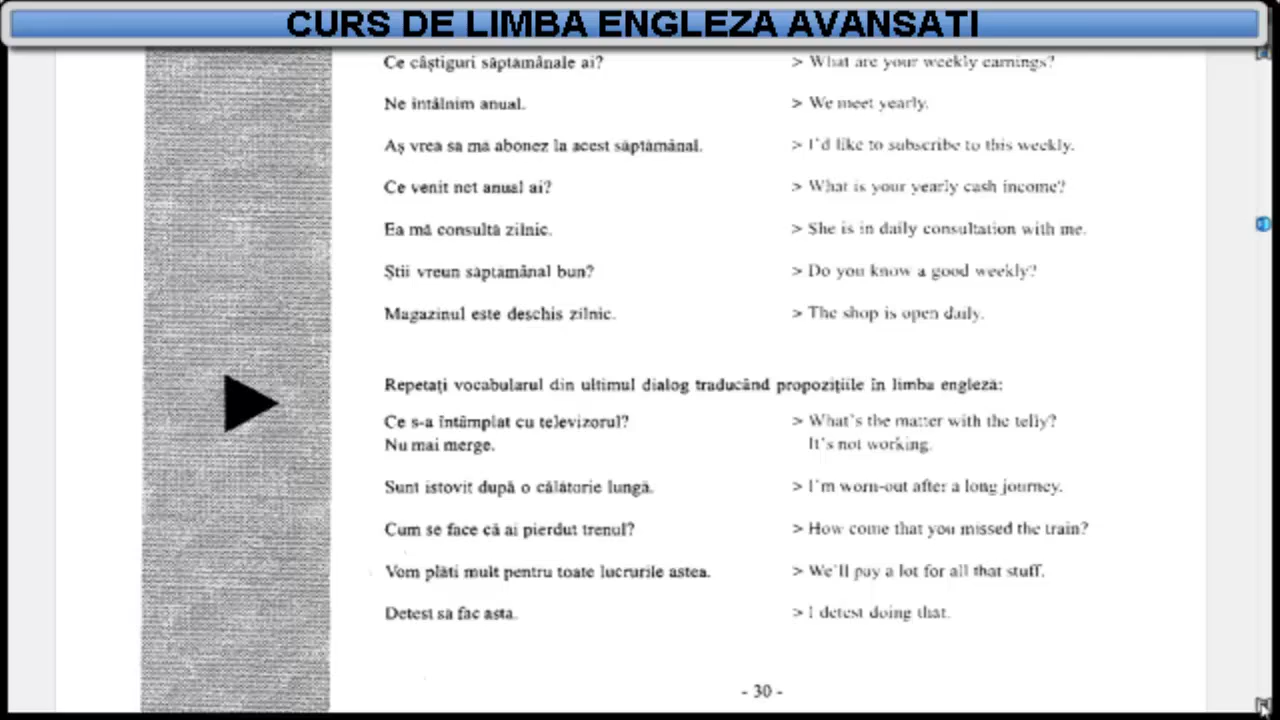 CURS DE LIMBA ENGLEZA AVANSATI
Ce câştiguri săptămânale ai? > What are your weekly earnings?
Ne întâlnim anual. > We meet yearly.
Aş vrea să mă abonez la acest săptămânal. > I'd like to subscribe to this weekly.
Ce venit net anual ai? > What is your yearly cash income?
Ea mă consultă zilnic. > She is in daily consultation with me.
Ştii vreun săptămânal bun? > Do you know a good weekly?
Magazinul este deschis zilnic. > The shop is open daily.
Repetaţi vocabularul din ultimul dialog traducând propoziţiile în limba engleză:
Ce s-a întâmplat cu televizorul? > What's the matter with the telly?
Nu mai merge. It's not working.
Sunt istovit după o călătorie lungă. > I'm worn-out after a long journey.
Cum se face că ai pierdut trenul? > How come that you missed the train?
Vom plăti mult pentru toate lucrurile astea. > We'll pay a lot for all that stuff.
Detest să fac asta. > I detest doing that.
- 30 -